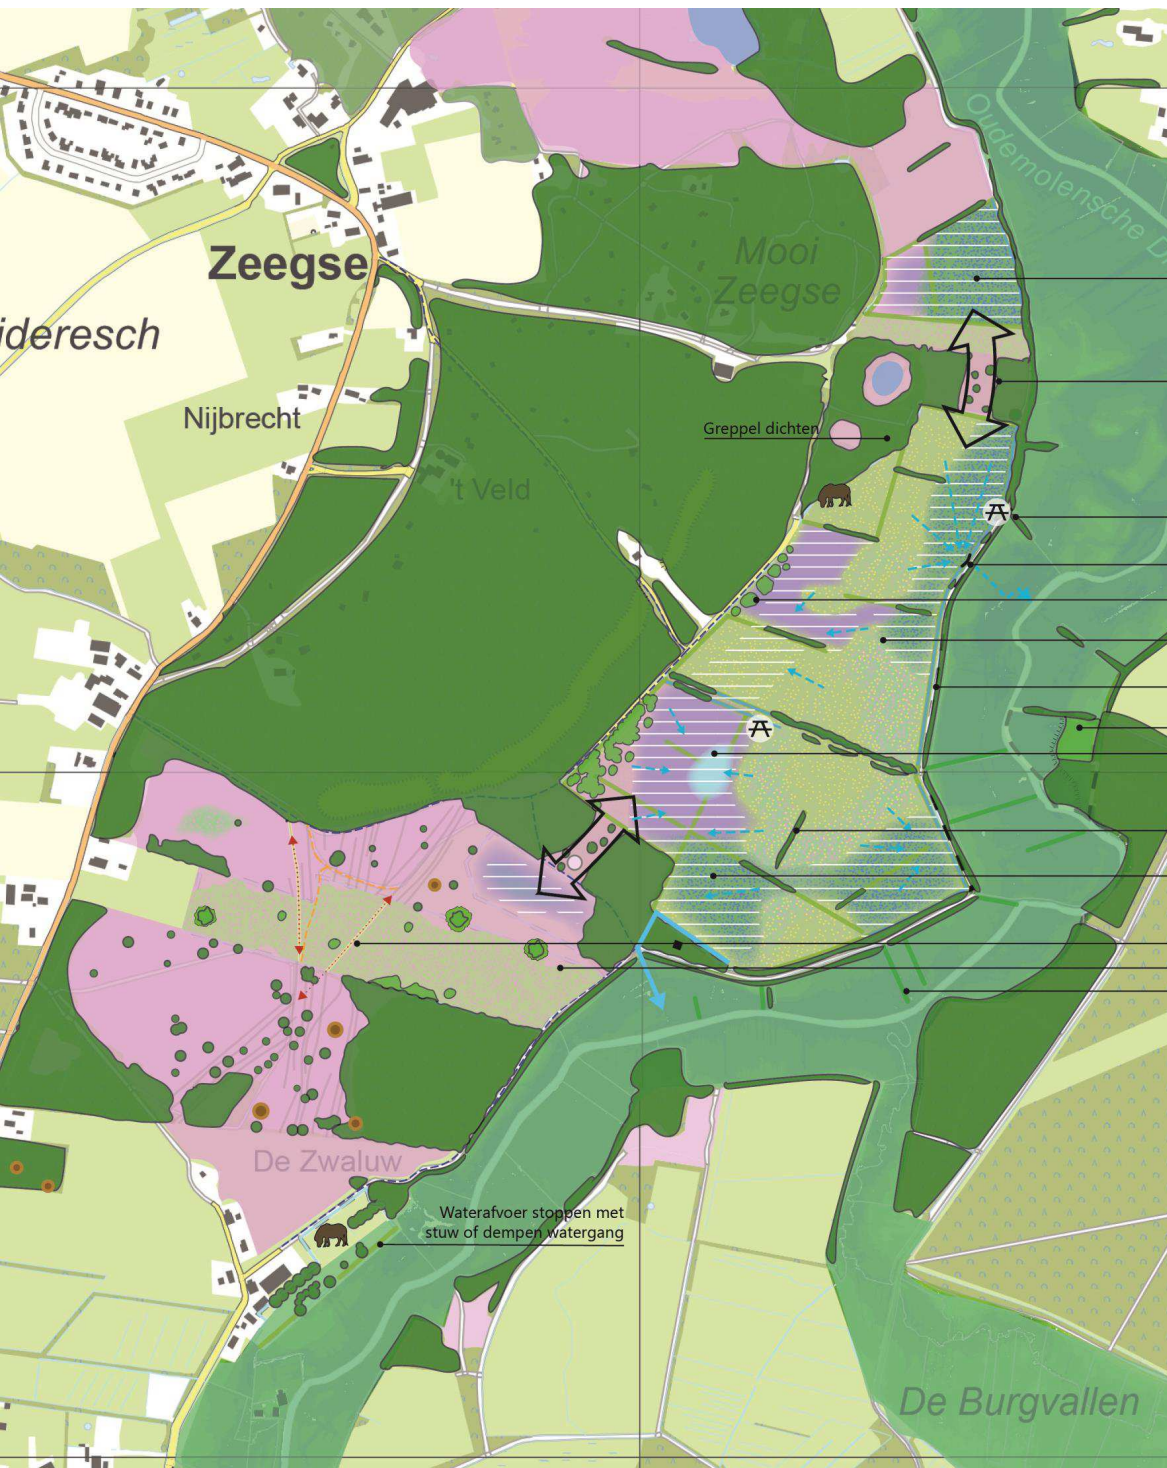 Oudemolensche D
Mooi
Zeegse
Zeegse
ideresch
Nijbrecht
Greppel dichten
't Veld
De Zwaluw
Waterafvoer stoppen met
stuw of dempen watergang
De Burgvallen